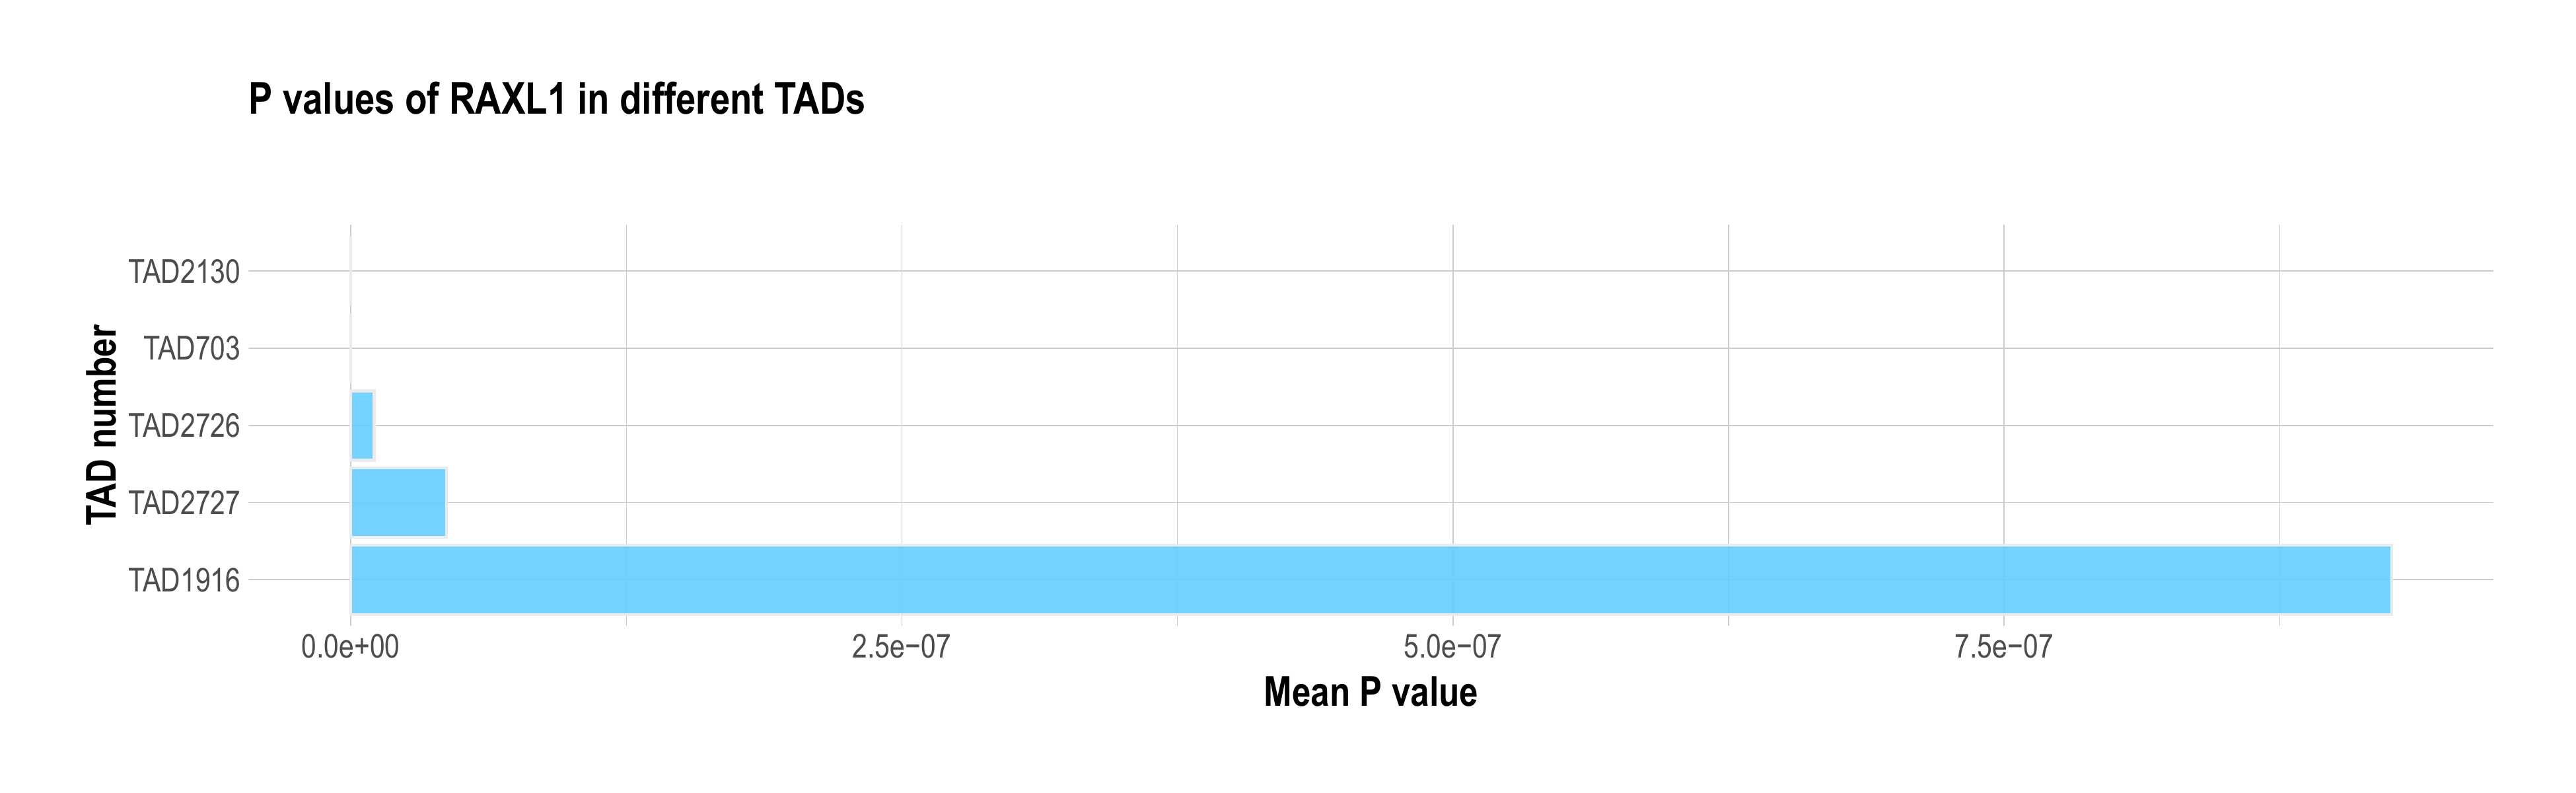 P values of RAXL1 in different TADs
TAD2130
TAD703
TAD2726
TAD2727
TAD1916
TAD number
0.0e+00 2.5e−07 5.0e−07 7.5e−07
Mean P value